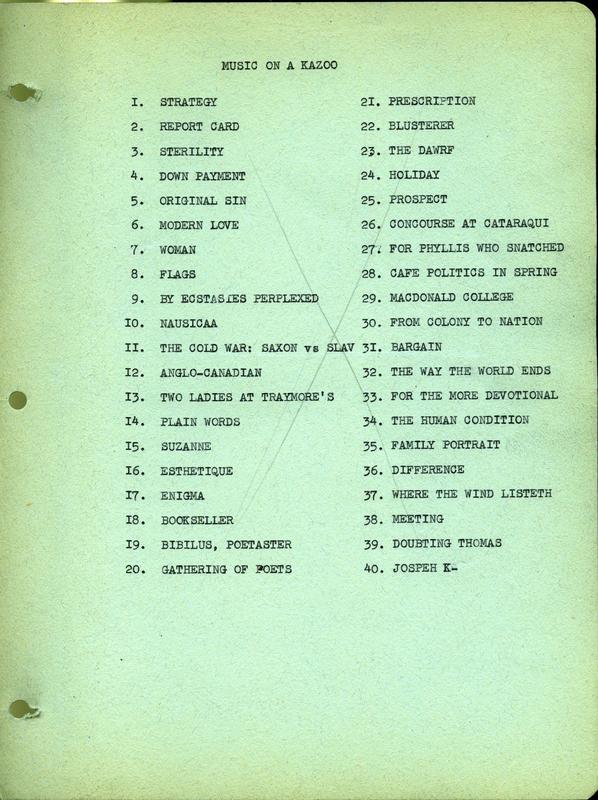 MUSIC ON A KAZOO
I. STRATEGY
2. REPORT CARD
3. STERILITY
4. DOWN PAYMENT
5. ORIGINAL SIN
6. MODERN LOVE
7. WOMAN
8. FLAGS
9. BY ECSTASIES PERPLEXED
IO. NAUSICAA
II. THE COLD WAR: SAXON vs SLAV
I2. ANGLO-CANADIAN
I3. TWO LADIES AT TRAYMORE'S
I4. PLAIN WORDS
I5. SUZANNE
I6. ESTHETIQUE
I7. ENIGMA
I8. BOOKSELLER
I9. BIBILUS, POETASTER
20. GATHERING OF POETS
2I. PRESCRIPTION
22. BLUSTERER
23. THE DAWRF
24. HOLIDAY
25. PROSPECT
26. CONCOURSE AT CATARAQUI
27. FOR PHYLLIS WHO SNATCHED
28. CAFE POLITICS IN SPRING
29. MACDONALD COLLEGE
30. FROM COLONY TO NATION
3I. BARGAIN
32. THE WAY THE WORLD ENDS
33. FOR THE MORE DEVOTIONAL
34. THE HUMAN CONDITION
35. FAMILY PORTRAIT
36. DIFFERENCE
37. WHERE THE WIND LISTETH
38. MEETING
39. DOUBTING THOMAS
40. JOSPEH K-